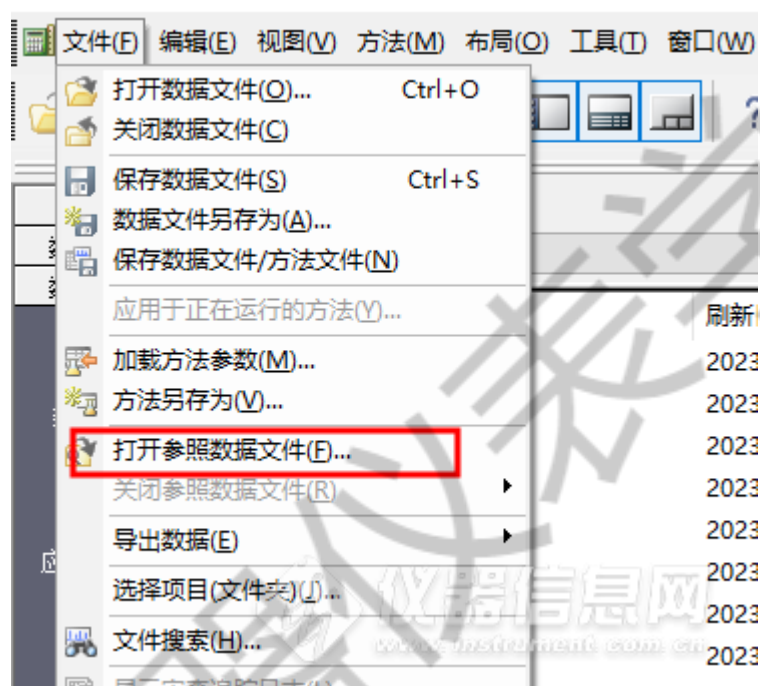 文件(F) 编辑(E) 视图(V) 方法(M) 布局(O) 工具(T) 窗口(W)
打开数据文件(O)... Ctrl+O
关闭数据文件(C)
保存数据文件(S) Ctrl+S
数据文件另存为(A)...
保存数据文件/方法文件(N)
应用于正在运行的方法(Y)...
刷新
加载方法参数(M)... 2023
方法另存为(V)... 2023
打开参照数据文件(F)... 2023
关闭参照数据文件(R) 2023
导出数据(E) 2023
选择项目(文件夹)(J)... 2023
仪器信息网
文件搜索(H)... 2023
www.instrument.com.cn
2023